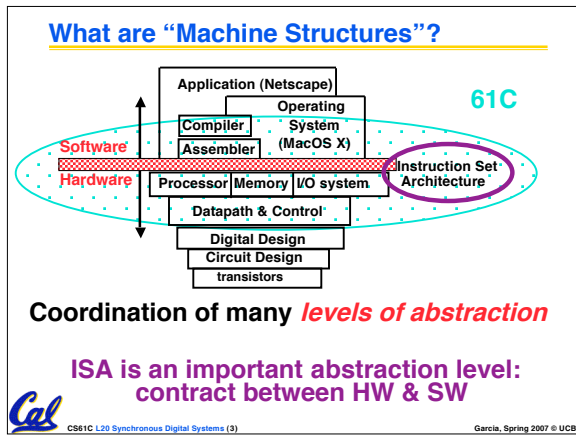 What are “Machine Structures”?
Application (Netscape)
61C
Operating
Compiler
System
(MacOS X)
Software
Assembler
Hardware
Instruction Set
Architecture
Processor Memory I/O system
Datapath & Control
Digital Design
Circuit Design
transistors
Coordination of many levels of abstraction
ISA is an important abstraction level:
contract between HW & SW
Cal
CS61C L20 Synchronous Digital Systems (3)
Garcia, Spring 2007 © UCB